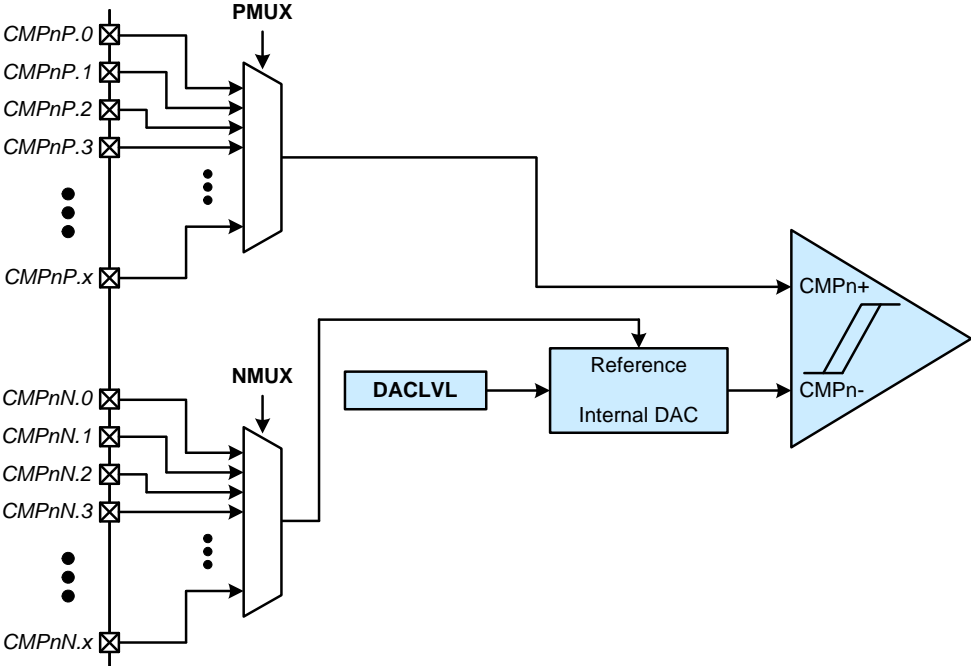 PMUX
CMPnP.0
CMPnP.1
CMPnP.2
CMPnP.3
CMPnP.x
CMPn+
CMPn-
Reference
Internal DAC
DACLVL
NMUX
CMPnN.0
CMPnN.1
CMPnN.2
CMPnN.3
CMPnN.x